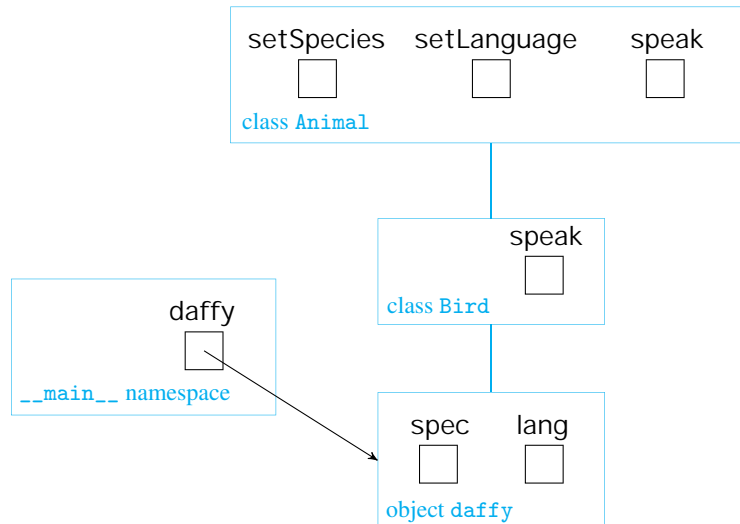 setSpecies setLanguage speak
class Animal
speak
class Bird
daffy
__main__ namespace
spec lang
object daffy